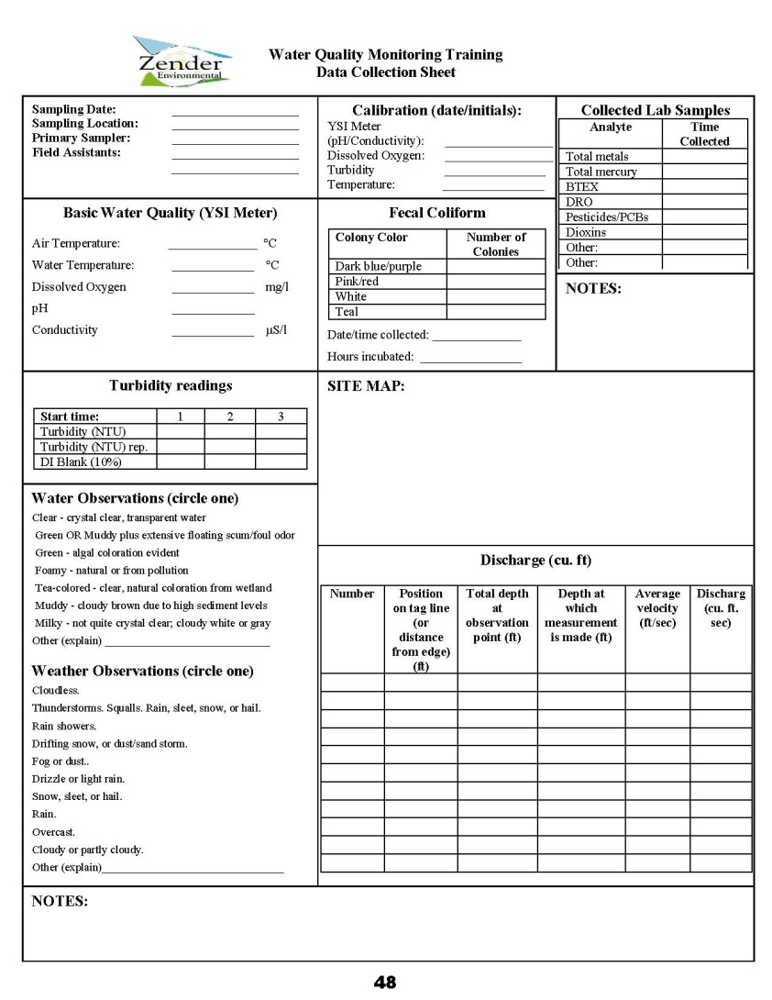 Zender
Environmental
Water Quality Monitoring Training
Data Collection Sheet
Sampling Date: ____________________
Sampling Location: ____________________
Primary Sampler: ____________________
Field Assistants: ____________________
____________________
Calibration (date/initials):
YSI Meter
(pH/Conductivity): _________________
Dissolved Oxygen: _________________
Turbidity ________________
Temperature: ________________
Collected Lab Samples
Analyte Time
Collected
Total metals
Total mercury
BTEX
DRO
Pesticides/PCBs
Dioxins
Other:
Other:
NOTES:
Basic Water Quality (YSI Meter)
Air Temperature: ______________ °C
Water Temperature: _____________ °C
Dissolved Oxygen _____________ mg/l
pH _____________
Conductivity _____________ µS/l
Fecal Coliform
Colony Color Number of
Colonies
Dark blue/purple
Pink/red
White
Teal
Date/time collected: ______________
Hours incubated: ________________
Turbidity readings
Start time: 1 2 3
Turbidity (NTU)
Turbidity (NTU) rep.
DI Blank (10%)
SITE MAP:
Water Observations (circle one)
Clear - crystal clear, transparent water
Green OR Muddy plus extensive floating scum/foul odor
Green - algal coloration evident
Foamy - natural or from pollution
Tea-colored - clear, natural coloration from wetland
Muddy - cloudy brown due to high sediment levels
Milky - not quite crystal clear; cloudy white or gray
Other (explain) ______________________________
Weather Observations (circle one)
Cloudless.
Thunderstorms. Squalls. Rain, sleet, snow, or hail.
Rain showers.
Drifting snow, or dust/sand storm.
Fog or dust..
Drizzle or light rain.
Snow, sleet, or hail.
Rain.
Overcast.
Cloudy or partly cloudy.
Other (explain)_________________________________
Discharge (cu. ft)
Number Position Total depth Depth at Average Discharg
on tag line at which velocity (cu. ft.
(or observation measurement (ft/sec) sec)
distance point (ft) is made (ft)
from edge)
(ft)
NOTES:
48